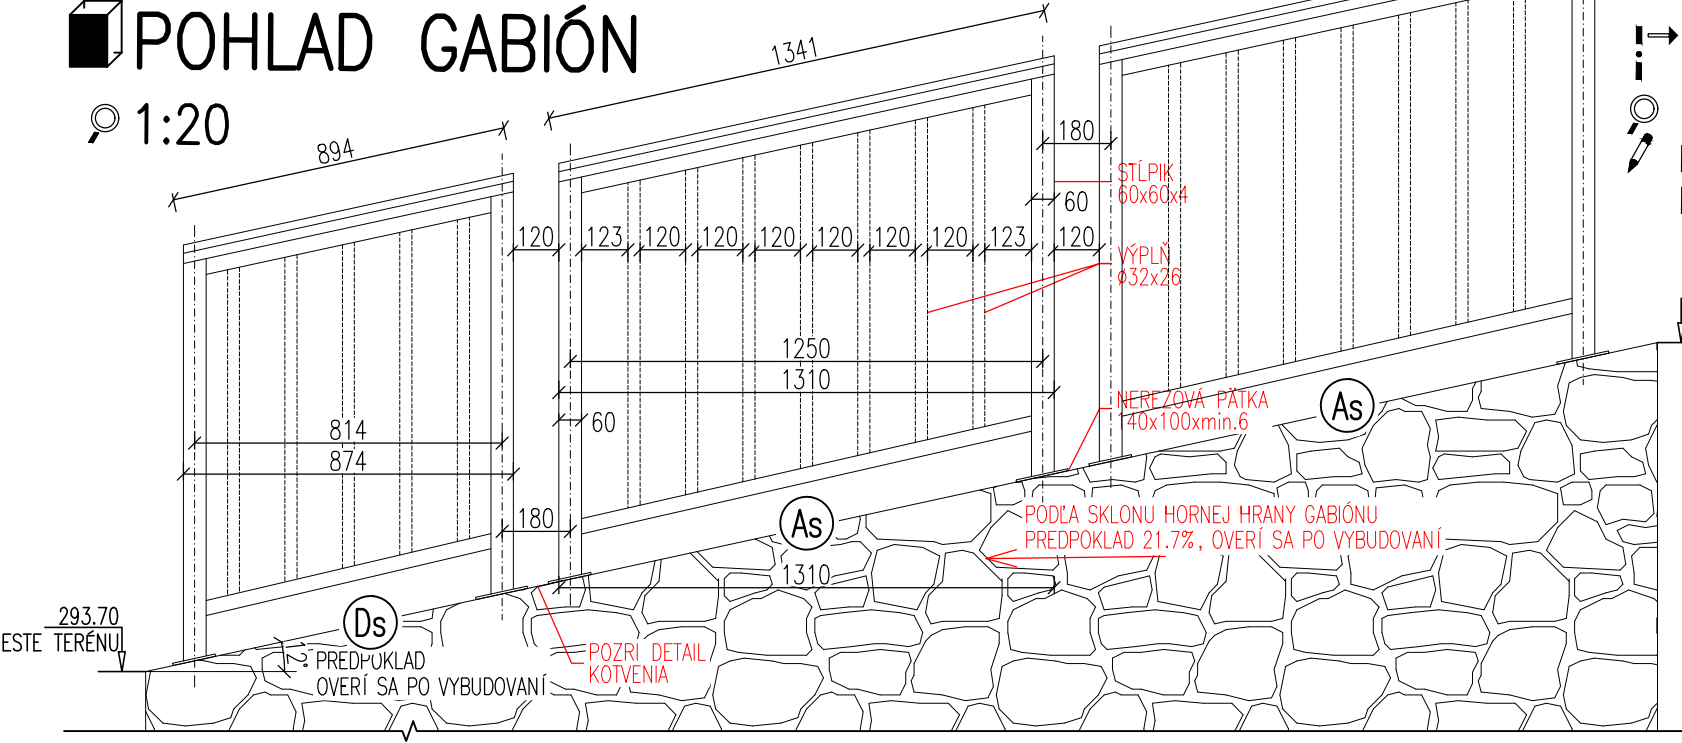 POHLAD GABIÓN
1:20
894
1341
180
STĹPIK
60x60x4
60
120 123 120 120 120 120 120 120 123 120
VÝPLŇ
ø32x26
1250
1310
60
NEREZOVÁ PÄTKA
140x100xmin.6
As
814
874
180
As
PODĽA SKLONU HORNEJ HRANY GABIÓNU
PREDPOKLAD 21.7%, OVERÍ SA PO VYBUDOVANÍ
1310
293.70
ESTE TERÉNU
Ds
12°
PREDPOKLAD
OVERÍ SA PO VYBUDOVANÍ
POZRI DETAIL
KOTVENIA